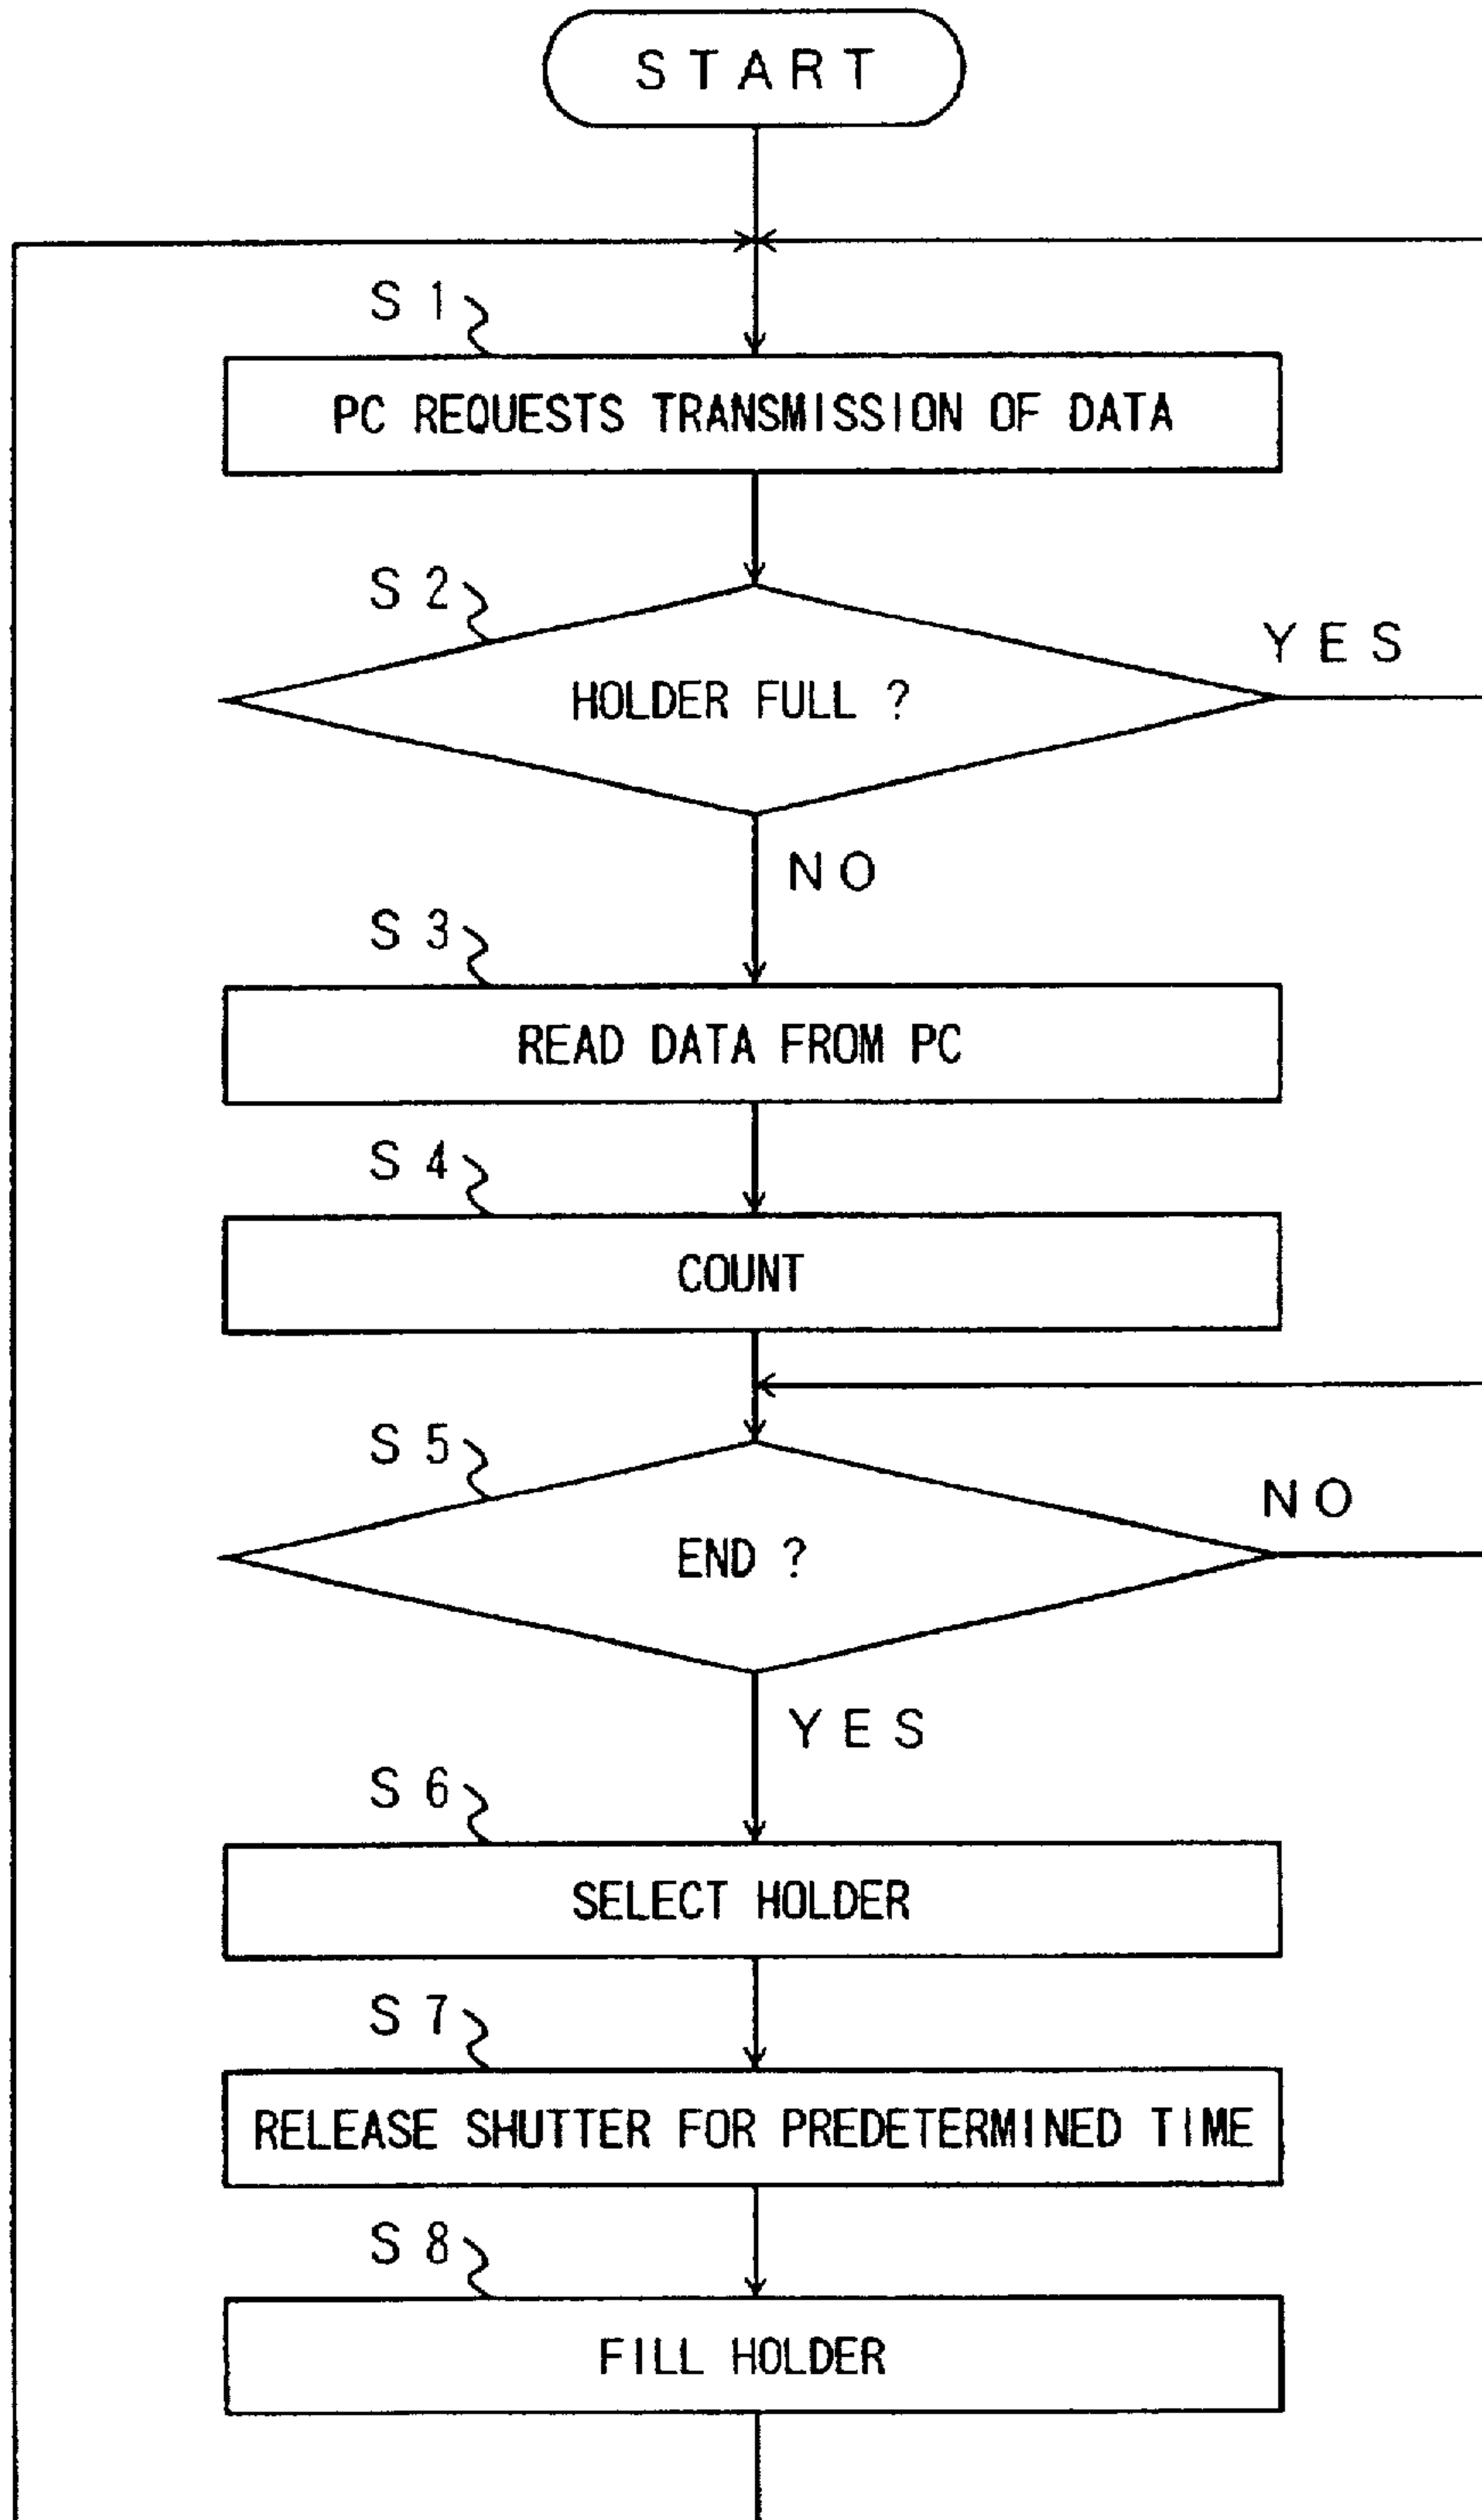 START
S1
PC REQUESTS TRANSMISSION OF DATA
S2
YES
HOLDER FULL ?
NO
S3
READ DATA FROM PC
S4
COUNT
S5
NO
END ?
YES
S6
SELECT HOLDER
S7
RELEASE SHUTTER FOR PREDETERMINED TIME
S8
FILL HOLDER